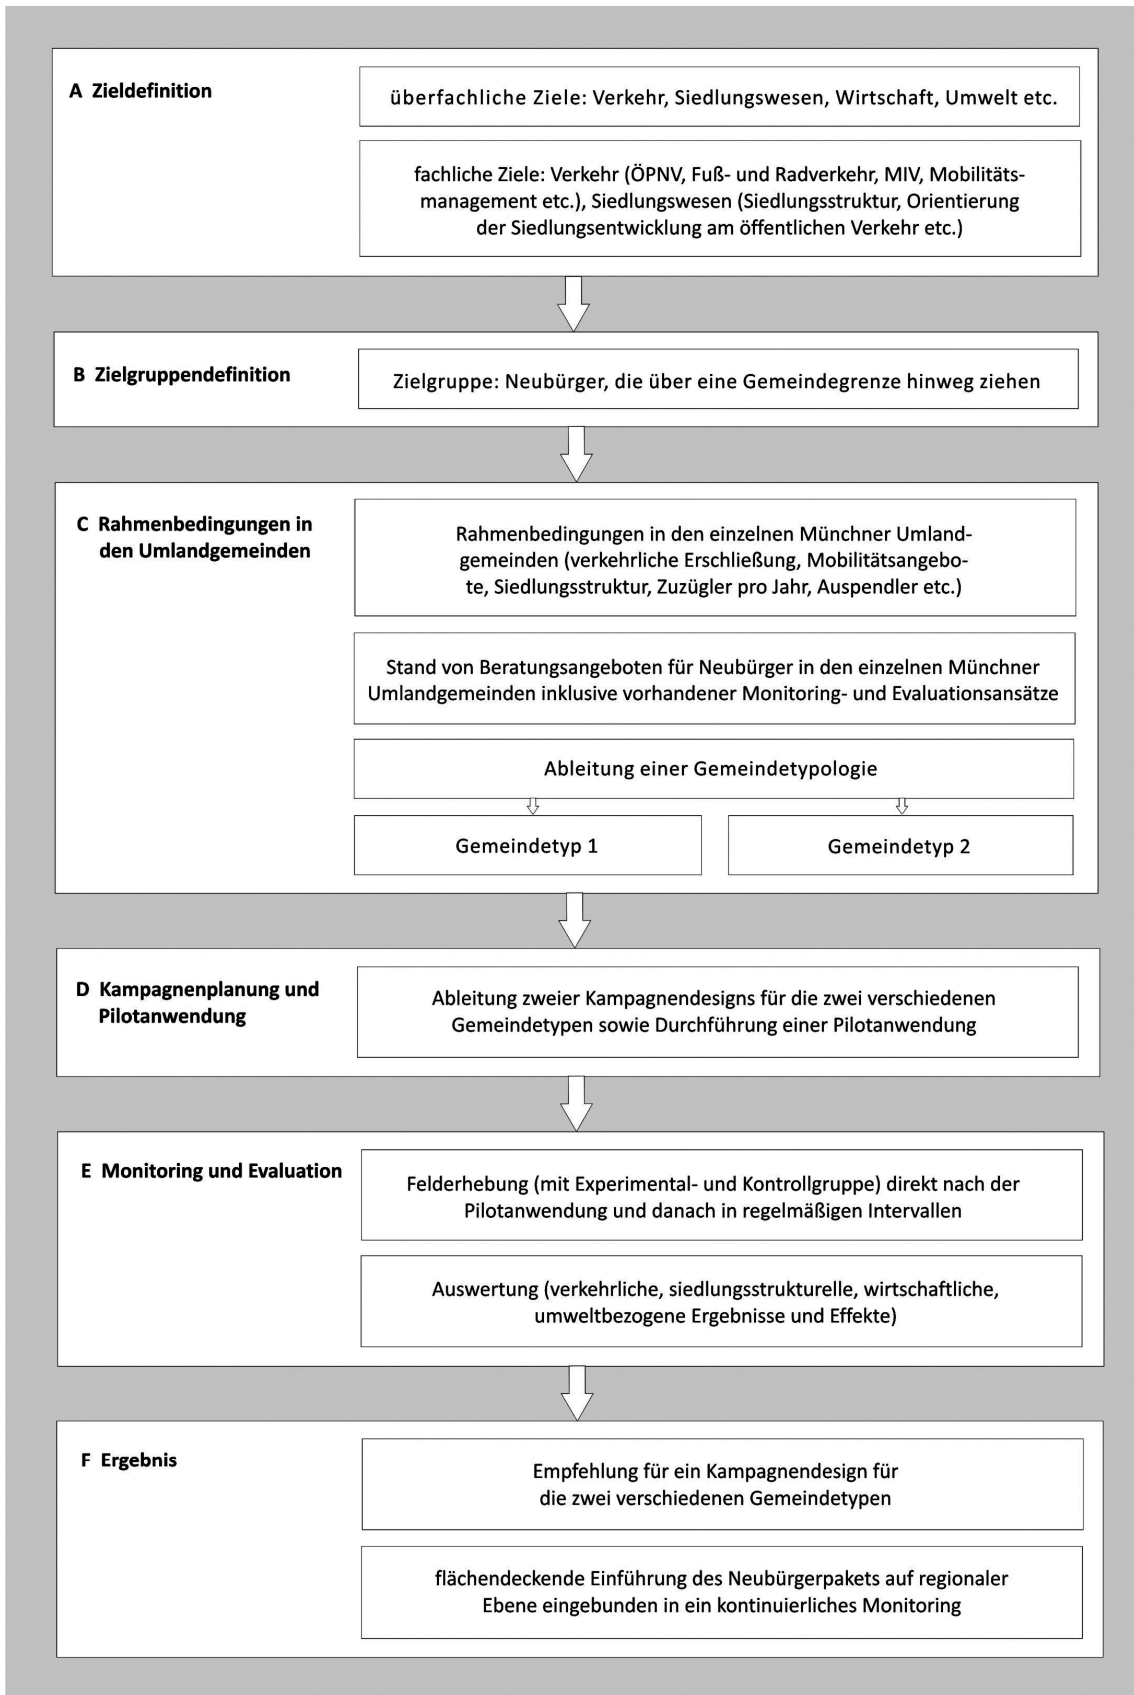 A Zieldefinition
überfachliche Ziele: Verkehr, Siedlungswesen, Wirtschaft, Umwelt etc.
fachliche Ziele: Verkehr (ÖPNV, Fuß- und Radverkehr, MIV, Mobilitäts-
management etc.), Siedlungswesen (Siedlungsstruktur, Orientierung
der Siedlungsentwicklung am öffentlichen Verkehr etc.)
B Zielgruppendefinition
Zielgruppe: Neubürger, die über eine Gemeindegrenze hinweg ziehen
C Rahmenbedingungen in
den Umlandgemeinden
Rahmenbedingungen in den einzelnen Münchner Umland-
gemeinden (verkehrliche Erschließung, Mobilitätsangebo-
te, Siedlungsstruktur, Zuzügler pro Jahr, Auspendler etc.)
Stand von Beratungsangeboten für Neubürger in den einzelnen Münchner
Umlandgemeinden inklusive vorhandener Monitoring- und Evaluationsansätze
Ableitung einer Gemeindetypologie
Gemeindetyp 1
Gemeindetyp 2
D Kampagnenplanung und
Pilotanwendung
Ableitung zweier Kampagnendesigns für die zwei verschiedenen
Gemeindetypen sowie Durchführung einer Pilotanwendung
E Monitoring und Evaluation
Felderhebung (mit Experimental- und Kontrollgruppe) direkt nach der
Pilotanwendung und danach in regelmäßigen Intervallen
Auswertung (verkehrliche, siedlungsstrukturelle, wirtschaftliche,
umweltbezogene Ergebnisse und Effekte)
F Ergebnis
Empfehlung für ein Kampagnendesign für
die zwei verschiedenen Gemeindetypen
flächendeckende Einführung des Neubürgerpakets auf regionaler
Ebene eingebunden in ein kontinuierliches Monitoring